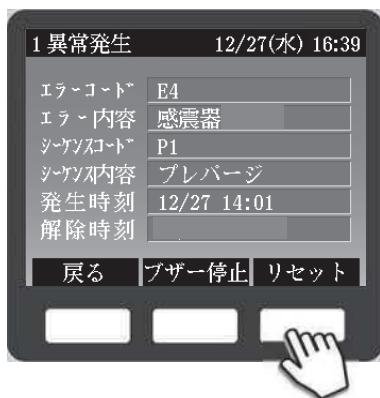 1 異常発生 12/27(水) 16:39
エラーコード E4
エラー内容 感震器
シーケンスコード P1
シーケンス内容 プレパージ
発生時刻 12/27 14:01
解除時刻
戻る ブザー停止 リセット